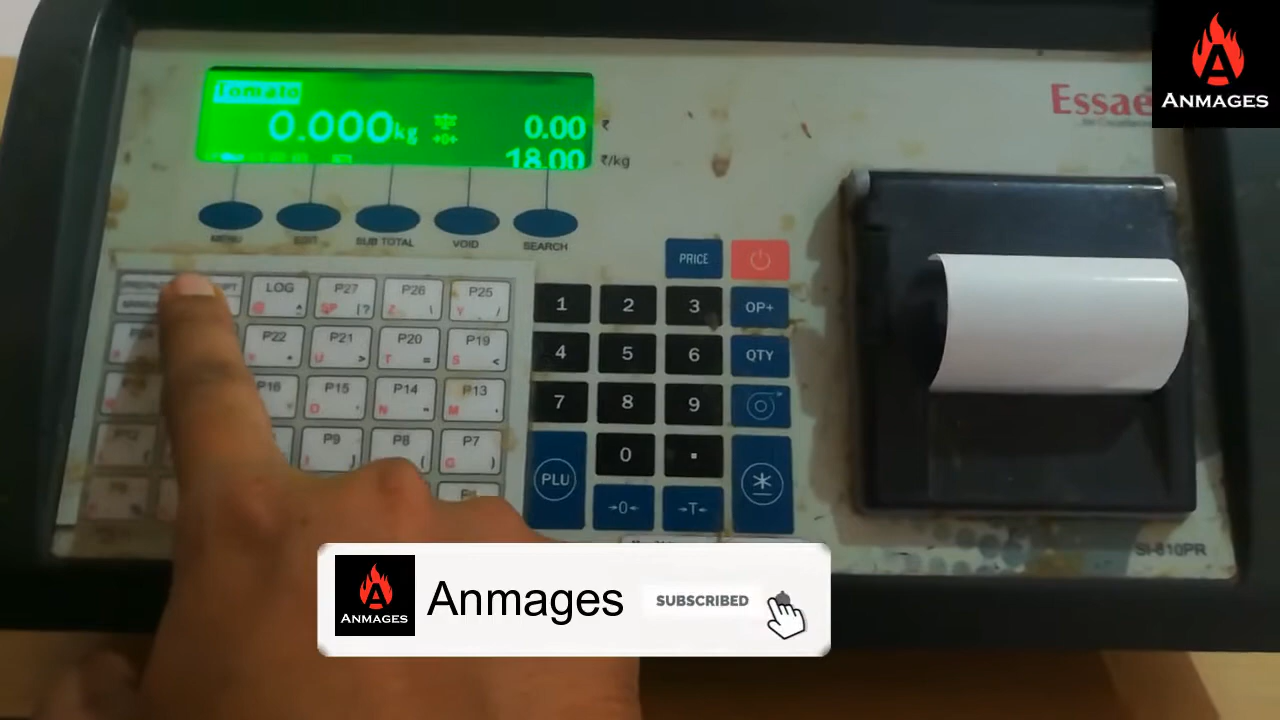 Tomato
0.000kg
0.00 ₹
18.00 ₹/kg
Essae
ANMAGES
MENU
EDIT
SUB TOTAL
VOID
SEARCH
PRICE
LOG
P27
P26
P25
@
SP [?
Z \
Y /
1 2 3 OP+
P22
P21
P20
P19
U >
T =
S <
4 5 6 QTY
P16
P15
P14
P13
O '
N "
M ,
7 8 9
P9
P8
P7
I )
(
G )
PLU
0 .
→0←
→T←
SI-810PR
ANMAGES
Anmages
SUBSCRIBED